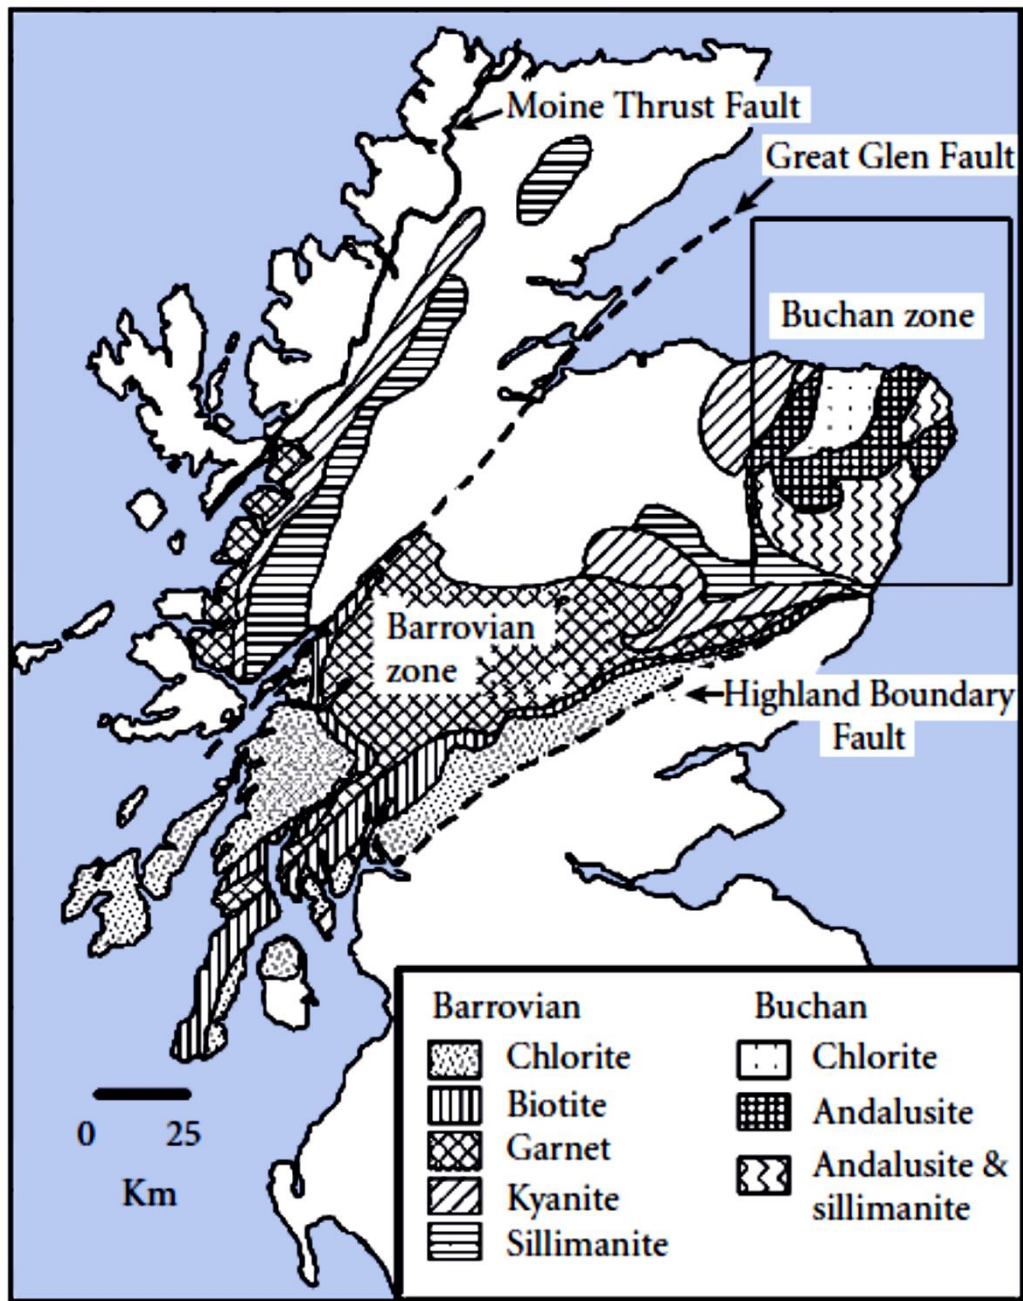 Moine Thrust Fault
Great Glen Fault
Buchan zone
Barrovian
zone
Highland Boundary
Fault
0 25
Km
Barrovian
Chlorite
Biotite
Garnet
Kyanite
Sillimanite
Buchan
Chlorite
Andalusite
Andalusite &
sillimanite